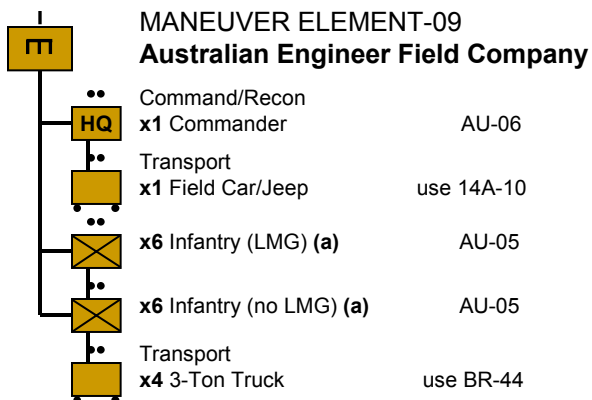 MANEUVER ELEMENT-09
Australian Engineer Field Company
Command/Recon
HQ x1 Commander AU-06
Transport
x1 Field Car/Jeep use 14A-10
x6 Infantry (LMG) (a) AU-05
x6 Infantry (no LMG) (a) AU-05
Transport
x4 3-Ton Truck use BR-44